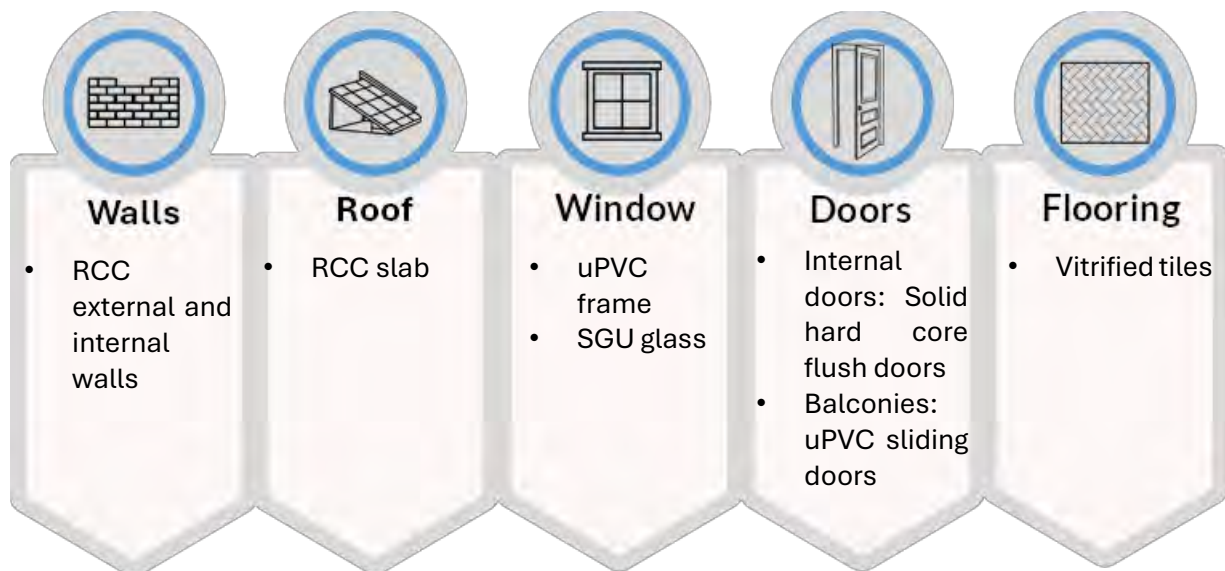 Walls
• RCC
external and
internal
walls
Roof
• RCC slab
Window
• uPVC
frame
• SGU glass
Doors
• Internal
doors: Solid
hard core
flush doors
• Balconies:
uPVC sliding
doors
Flooring
• Vitrified tiles